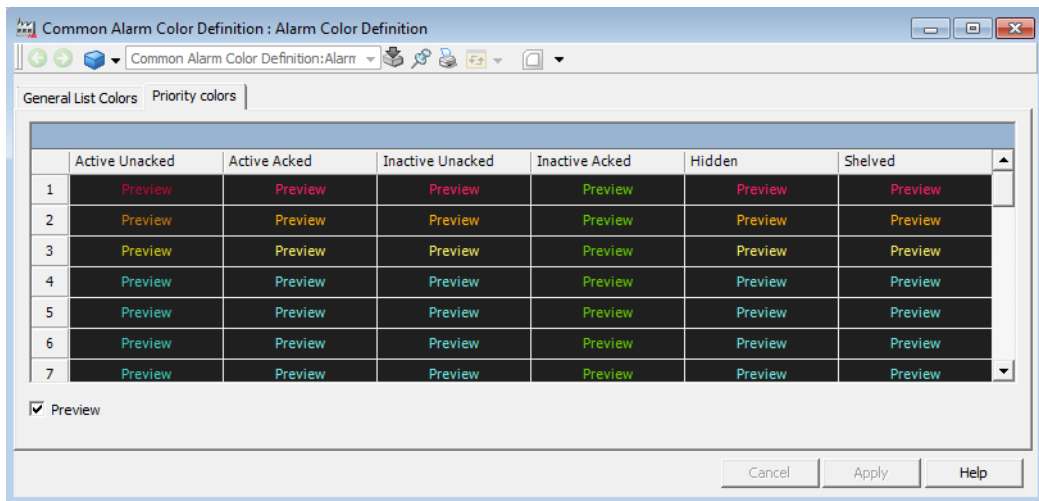 Common Alarm Color Definition : Alarm Color Definition
Common Alarm Color Definition:Alarr
General List Colors Priority colors
Active Unacked Active Acked Inactive Unacked Inactive Acked Hidden Shelved
1 Preview Preview Preview Preview Preview Preview
2 Preview Preview Preview Preview Preview Preview
3 Preview Preview Preview Preview Preview Preview
4 Preview Preview Preview Preview Preview Preview
5 Preview Preview Preview Preview Preview Preview
6 Preview Preview Preview Preview Preview Preview
7 Preview Preview Preview Preview Preview Preview
Preview
Cancel Apply Help